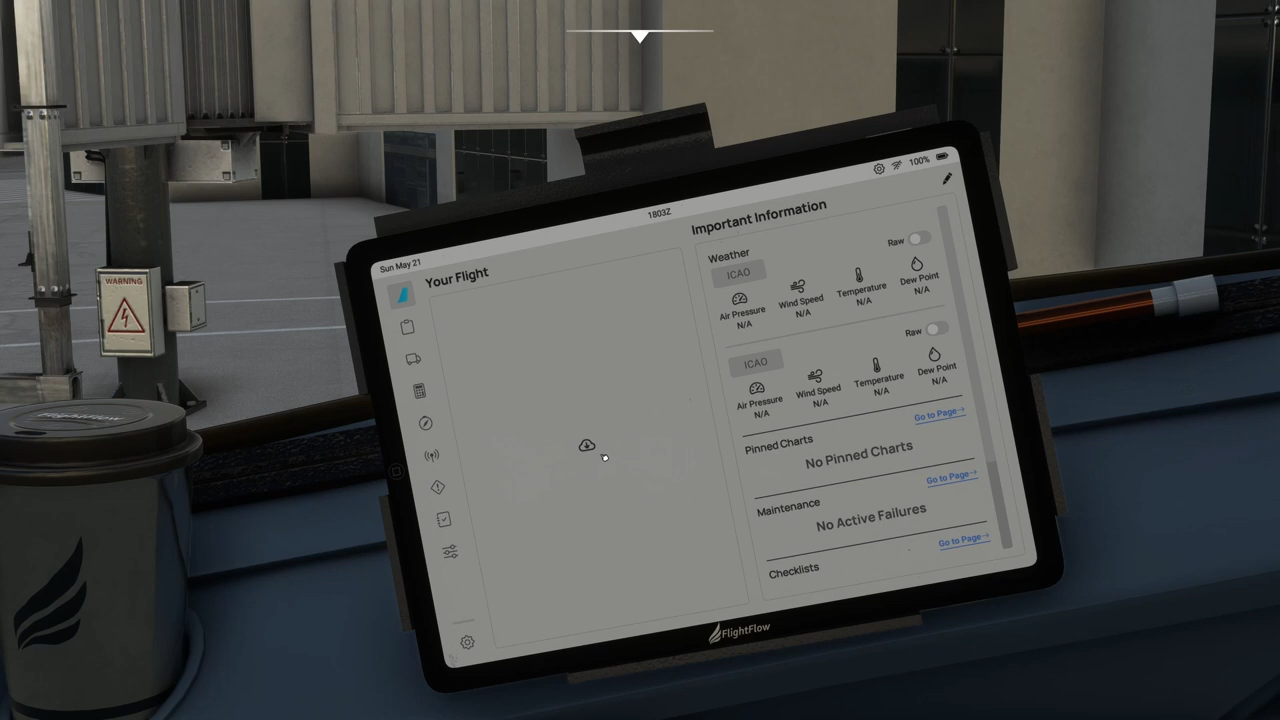 WARNING
FlightFlow
Sun May 21
1803Z
100%
Your Flight
Important Information
Weather
Raw
ICAO
Air Pressure
N/A
Wind Speed
N/A
Temperature
N/A
Dew Point
N/A
Raw
ICAO
Air Pressure
N/A
Wind Speed
N/A
Temperature
N/A
Dew Point
N/A
Go to Page→
Pinned Charts
No Pinned Charts
Go to Page→
Maintenance
No Active Failures
Go to Page→
Checklists
FlightFlow